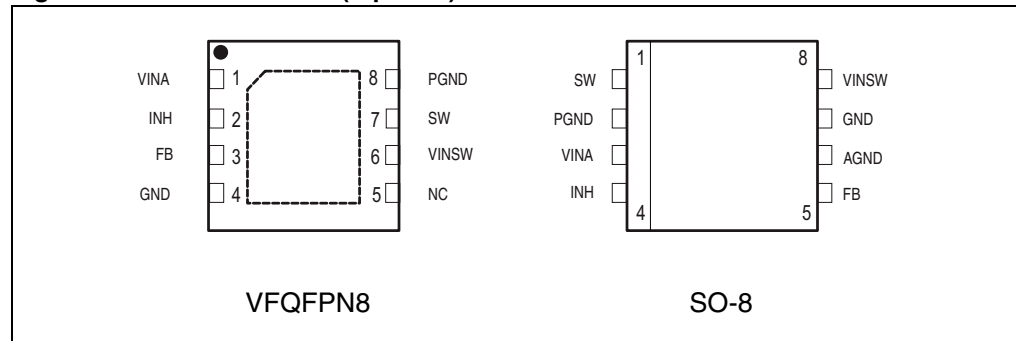 VINA 1 8 PGND
INH 2 7 SW
FB 3 6 VINSW
GND 4 5 NC
VFQFPN8
1 8
SW VINSW
PGND GND
VINA AGND
INH FB
4 5
SO-8